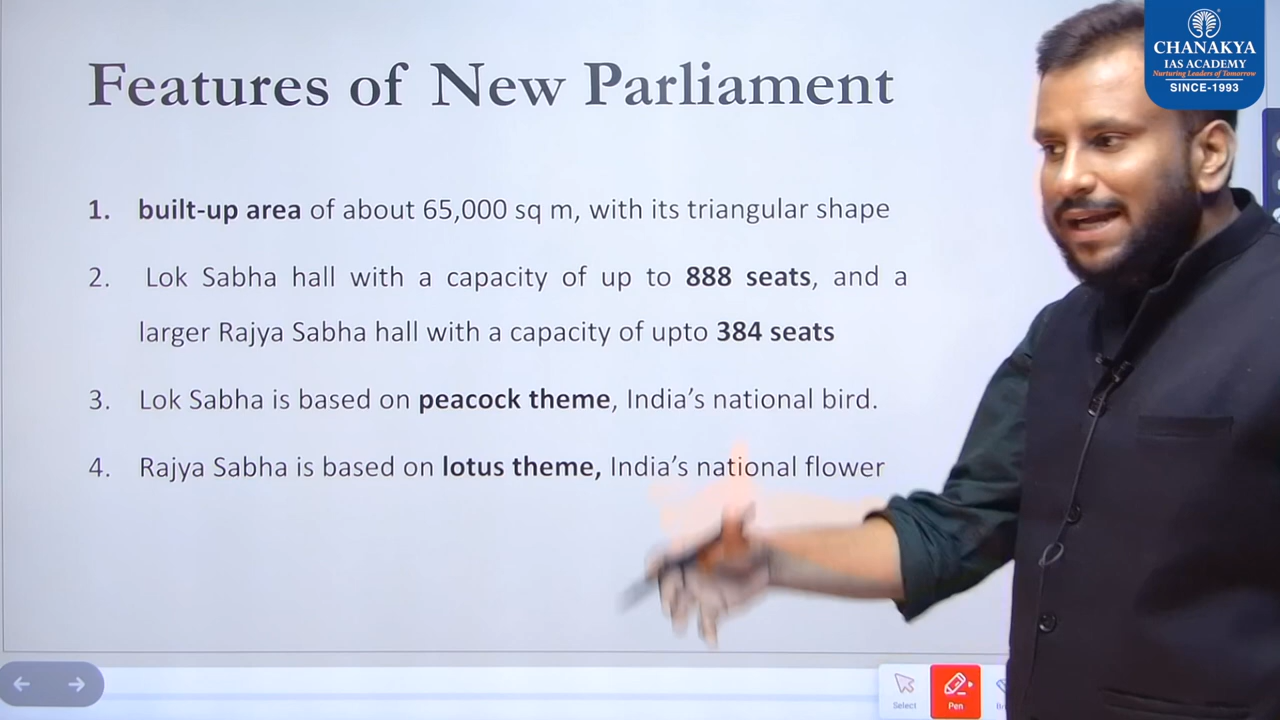 CHANAKYA
IAS ACADEMY
Nurturing Leaders of Tomorrow
SINCE-1993
Features of New Parliament
1. built-up area of about 65,000 sq m, with its triangular shape
2. Lok Sabha hall with a capacity of up to 888 seats, and a
larger Rajya Sabha hall with a capacity of upto 384 seats
3. Lok Sabha is based on peacock theme, India's national bird.
4. Rajya Sabha is based on lotus theme, India's national flower
Select
Pen